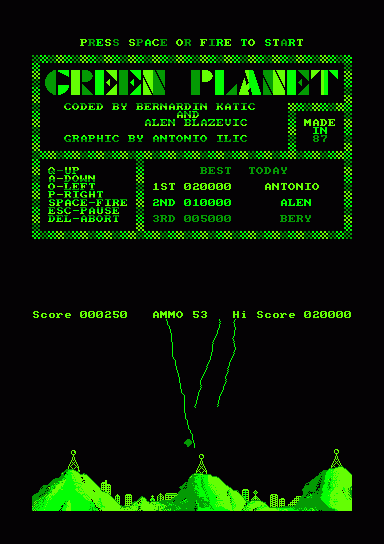 PRESS SPACE OR FIRE TO START
GREEN PLANET
CODED BY BERNARDIN KATIC
AND
ALEN BLAZEVIC
GRAPHIC BY ANTONIO ILIC
MADE
IN
87
Q-UP
A-DOWN
O-LEFT
P-RIGHT
SPACE-FIRE
ESC-PAUSE
DEL-ABORT
BEST TODAY
1ST 020000 ANTONIO
2ND 010000 ALEN
3RD 005000 BERY
Score 000250 AMMO 53 Hi Score 020000